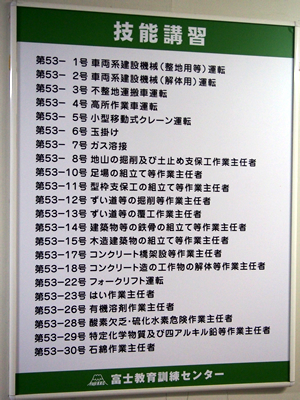 技能講習
第53- 1号 車両系建設機械(整地用等)運転
第53- 2号 車両系建設機械(解体用)運転
第53- 3号 不整地運搬車運転
第53- 4号 高所作業車運転
第53- 5号 小型移動式クレーン運転
第53- 6号 玉掛け
第53- 7号 ガス溶接
第53- 8号 地山の掘削及び土止め支保工作業主任者
第53-10号 足場の組立て等作業主任者
第53-11号 型枠支保工の組立て等作業主任者
第53-12号 ずい道等の掘削等作業主任者
第53-13号 ずい道等の覆工作業主任者
第53-14号 建築物等の鉄骨の組立て等作業主任者
第53-15号 木造建築物の組立て等作業主任者
第53-17号 コンクリート橋架設等作業主任者
第53-18号 コンクリート造の工作物の解体等作業主任者
第53-22号 フォークリフト運転
第53-23号 はい作業主任者
第53-26号 有機溶剤作業主任者
第53-28号 酸素欠乏・硫化水素危険作業主任者
第53-29号 特定化学物質及び四アルキル鉛等作業主任者
第53-30号 石綿作業主任者
富士教育訓練センター